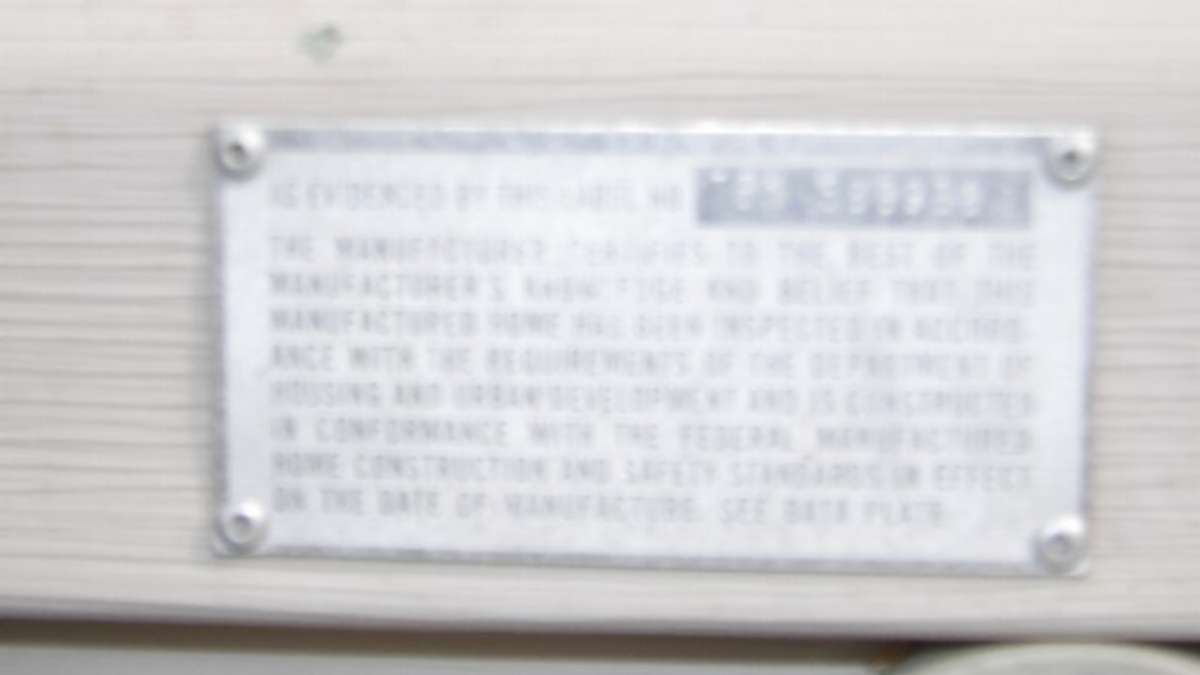 AS EVIDENCED BY THIS LABEL NO
THE MANUFACTURER CERTIFIES TO THE BEST OF THE
MANUFACTURER'S KNOWLEDGE AND BELIEF THAT THIS
MANUFACTURED HOME HAS BEEN INSPECTED IN ACCORD-
ANCE WITH THE REQUIREMENTS OF THE DEPARTMENT OF
HOUSING AND URBAN DEVELOPMENT AND IS CONSTRUCTED
IN CONFORMANCE WITH THE FEDERAL MANUFACTURED
HOME CONSTRUCTION AND SAFETY STANDARDS IN EFFECT
ON THE DATE OF MANUFACTURE. SEE DATA PLATE.